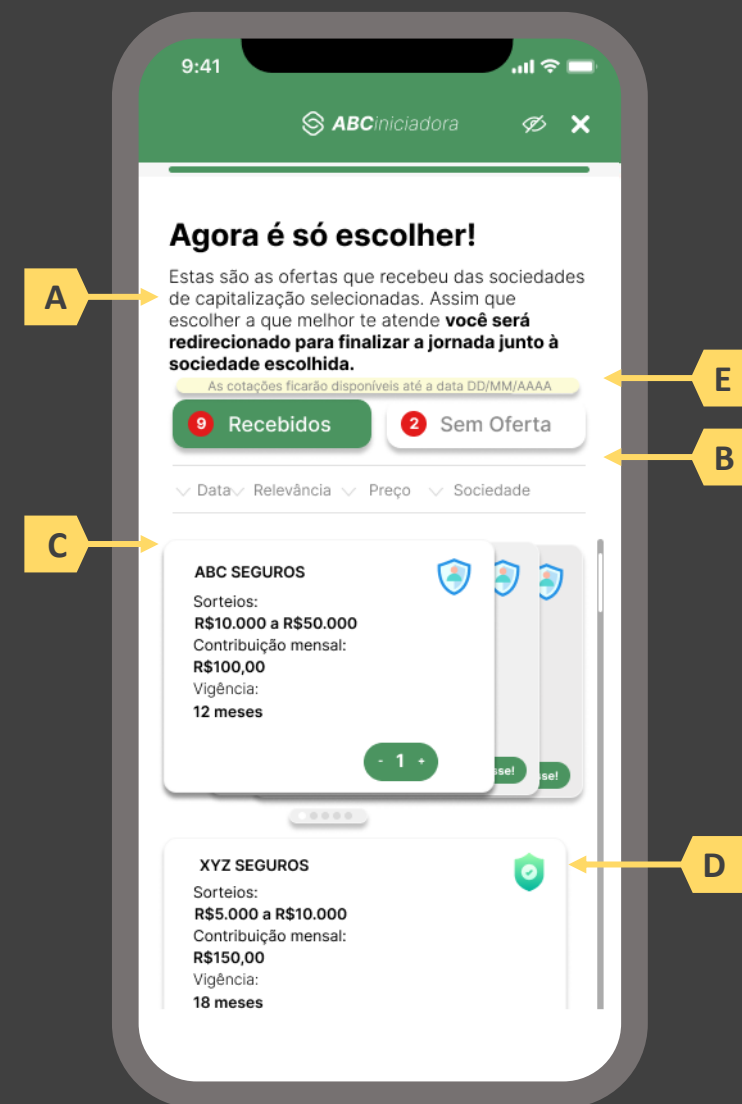 9:41
ABCiniciadora
Agora é só escolher!
Estas são as ofertas que recebeu das sociedades
de capitalização selecionadas. Assim que
escolher a que melhor te atende você será
redirecionado para finalizar a jornada junto à
sociedade escolhida.
A
As cotações ficarão disponíveis até a data DD/MM/AAAA
E
9 Recebidos
2 Sem Oferta
B
Data Relevância Preço Sociedade
C
ABC SEGUROS
Sorteios:
R$10.000 a R$50.000
Contribuição mensal:
R$100,00
Vigência:
12 meses
- 1 +
sse!
sse!
XYZ SEGUROS
D
Sorteios:
R$5.000 a R$10.000
Contribuição mensal:
R$150,00
Vigência:
18 meses